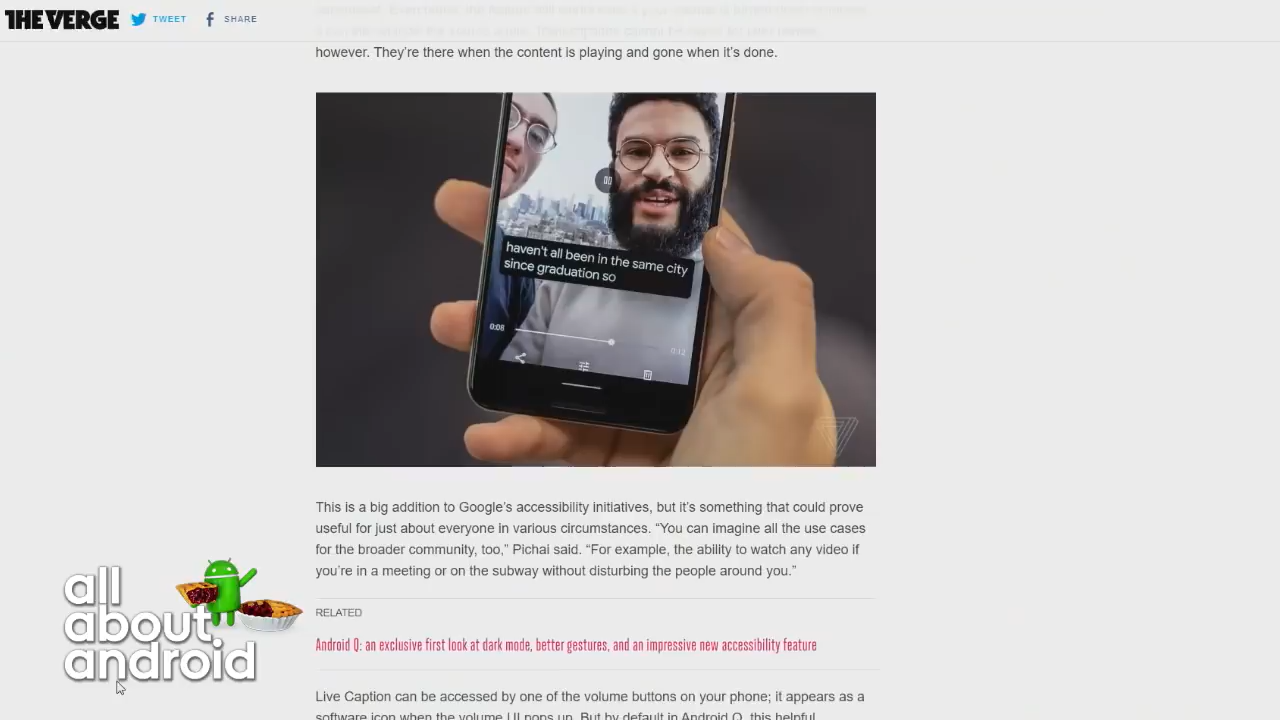 THE VERGE TWEET SHARE
however. They’re there when the content is playing and gone when it’s done.
haven't all been in the same city
since graduation so
0:08
0:12
This is a big addition to Google’s accessibility initiatives, but it’s something that could prove
useful for just about everyone in various circumstances. “You can imagine all the use cases
for the broader community, too,” Pichai said. “For example, the ability to watch any video if
you’re in a meeting or on the subway without disturbing the people around you.”
RELATED
Android Q: an exclusive first look at dark mode, better gestures, and an impressive new accessibility feature
all
about
android
Live Caption can be accessed by one of the volume buttons on your phone; it appears as a
software icon when the volume UI pops up. But by default in Android Q, this helpful